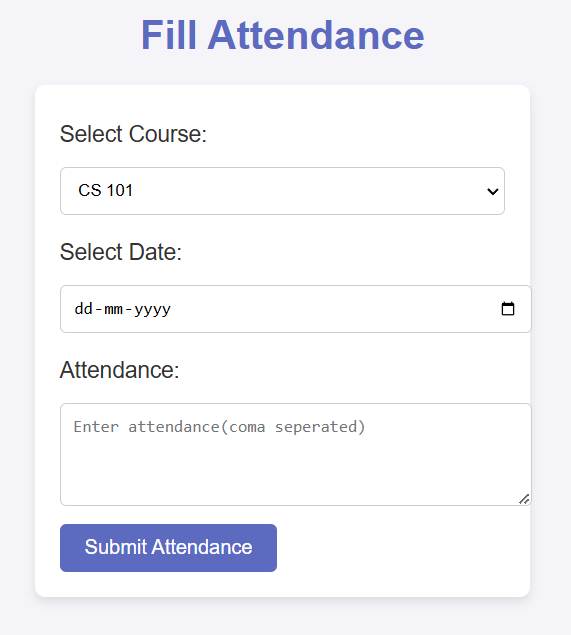 Fill Attendance
Select Course:
CS 101
Select Date:
dd-mm-yyyy
Attendance:
Enter attendance(coma seperated)
Submit Attendance